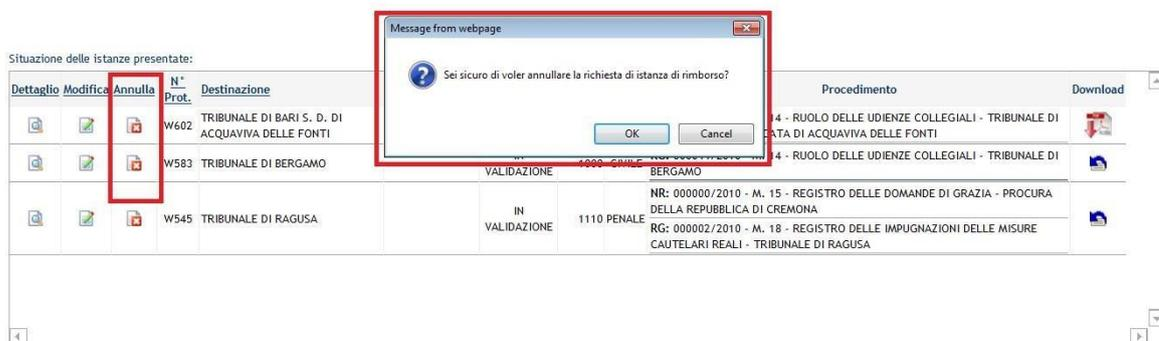 Message from webpage
Sei sicuro di voler annullare la richiesta di istanza di rimborso?
OK Cancel
Situazione delle istanze presentate:
Dettaglio Modifica Annulla N° Prot. Destinazione Procedimento Download
W602 TRIBUNALE DI BARI S. D. DI 14 - RUOLO DELLE UDIENZE COLLEGIALI - TRIBUNALE DI
ACQUAVIVA DELLE FONTI DI ACQUAVIVA DELLE FONTI
W583 TRIBUNALE DI BERGAMO 14 - RUOLO DELLE UDIENZE COLLEGIALI - TRIBUNALE DI
VALIDAZIONE BERGAMO
W545 TRIBUNALE DI RAGUSA IN VALIDAZIONE 1110 PENALE
NR: 000000/2010 - M. 15 - REGISTRO DELLE DOMANDE DI GRAZIA - PROCURA
DELLA REPUBBLICA DI CREMONA
RG: 000002/2010 - M. 18 - REGISTRO DELLE IMPUGNAZIONI DELLE MISURE
CAUTELARI REALI - TRIBUNALE DI RAGUSA